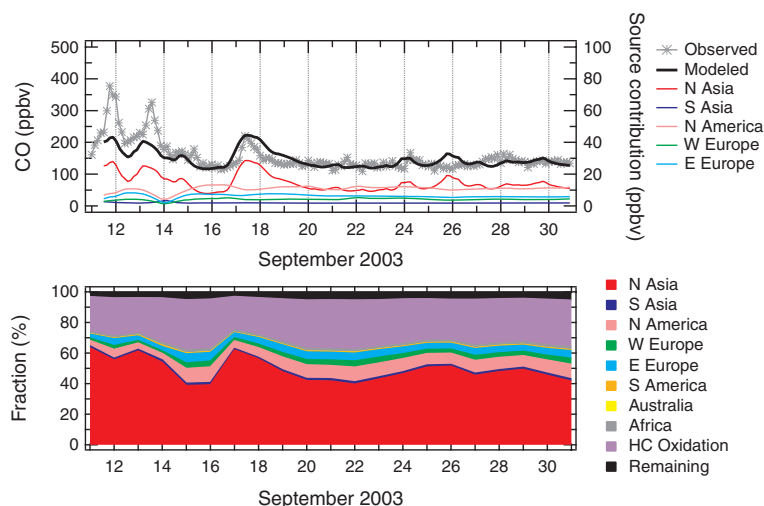 500
400
300
200
100
0
CO (ppbv)
100
80
60
40
20
0
Source contribution (ppbv)
12 14 16 18 20 22 24 26 28 30
September 2003
Observed
Modeled
N Asia
S Asia
N America
W Europe
E Europe
100
80
60
40
20
0
Fraction (%)
12 14 16 18 20 22 24 26 28 30
September 2003
N Asia
S Asia
N America
W Europe
E Europe
S America
Australia
Africa
HC Oxidation
Remaining